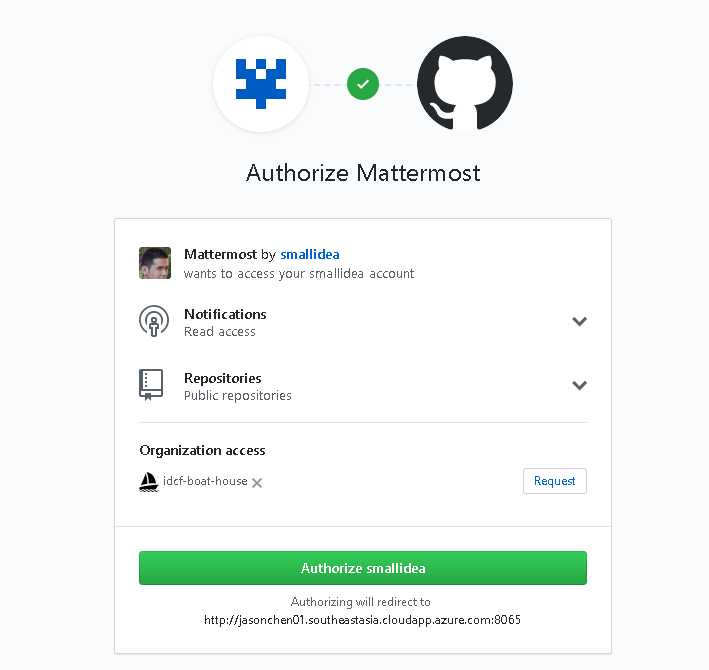 Authorize Mattermost
Mattermost by smallidea
wants to access your smallidea account
Notifications
Read access
Repositories
Public repositories
Organization access
idcf-boat-house
Request
Authorize smallidea
Authorizing will redirect to
http://jasonchen01.southeastasia.cloudapp.azure.com:8065